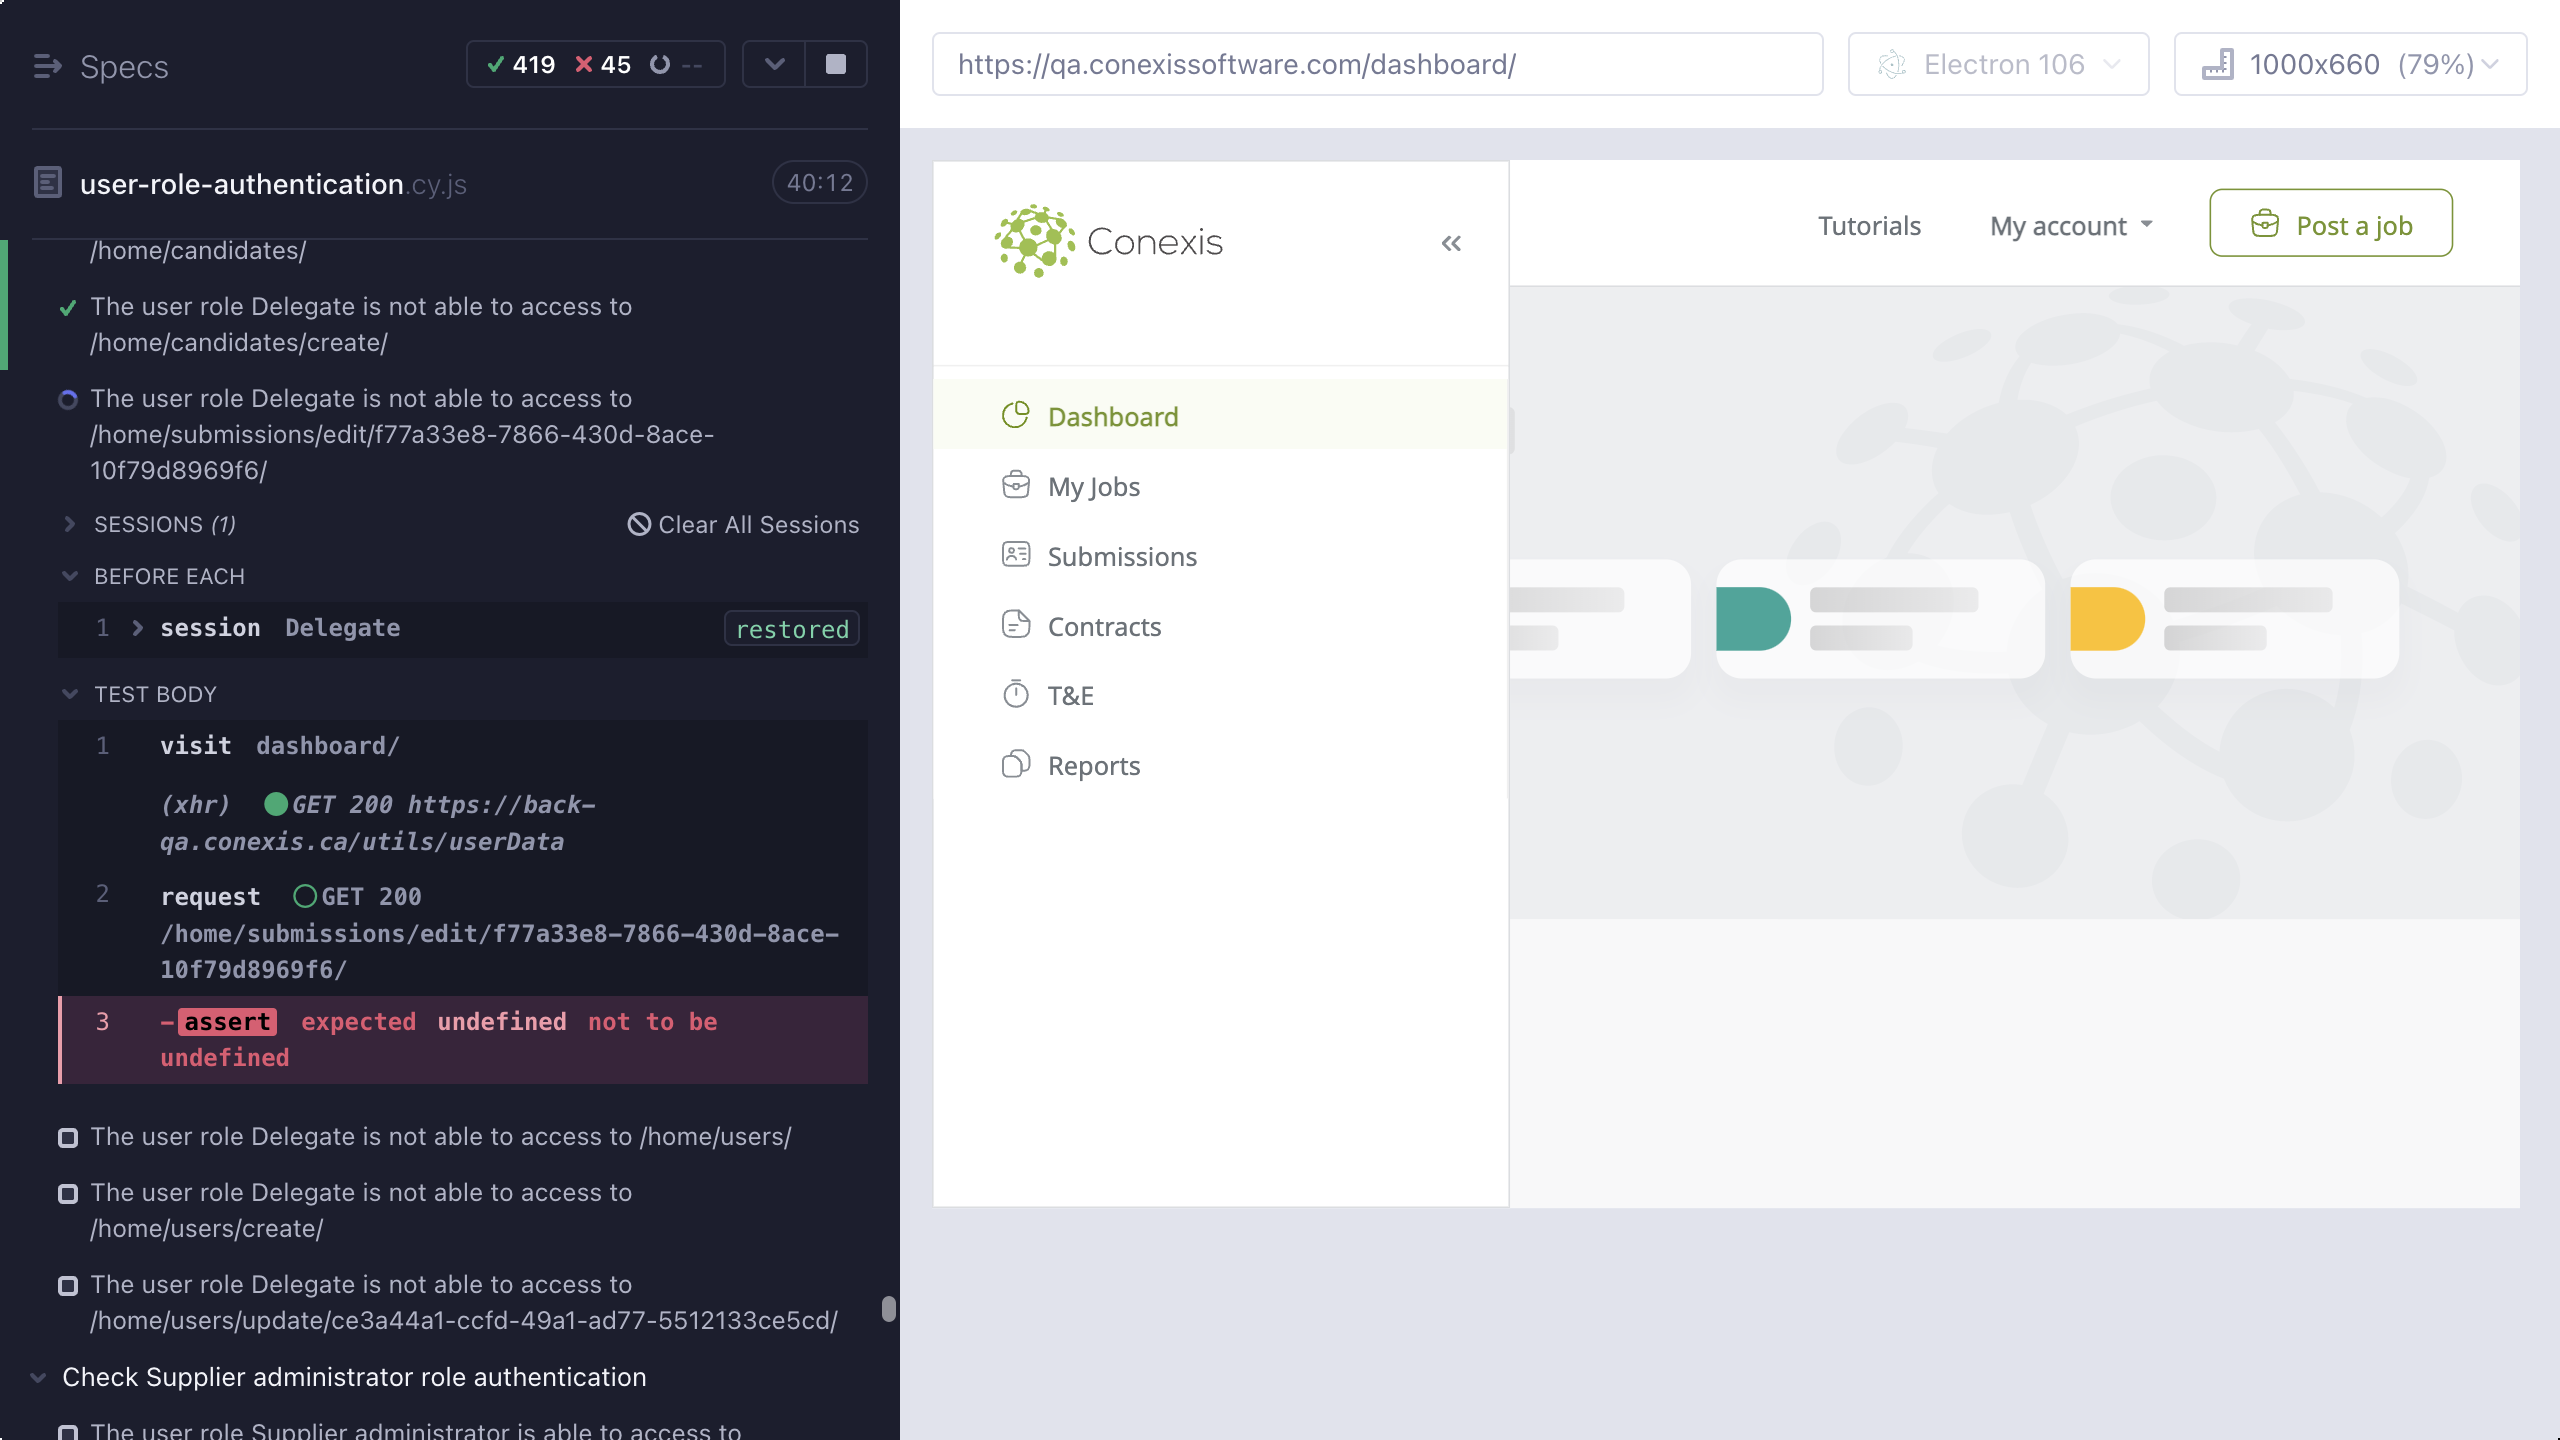 Specs
419
45
--
user-role-authentication.cy.js
40:12
/home/candidates/
The user role Delegate is not able to access to
/home/candidates/create/
The user role Delegate is not able to access to
/home/submissions/edit/f77a33e8-7866-430d-8ace-
10f79d8969f6/
SESSIONS (1)
Clear All Sessions
BEFORE EACH
1 session Delegate restored
TEST BODY
1 visit dashboard/
(xhr) GET 200 https://back-
qa.conexis.ca/utils/userData
2 request GET 200
/home/submissions/edit/f77a33e8-7866-430d-8ace-
10f79d8969f6/
3 -assert expected undefined not to be
undefined
The user role Delegate is not able to access to /home/users/
The user role Delegate is not able to access to
/home/users/create/
The user role Delegate is not able to access to
/home/users/update/ce3a44a1-ccfd-49a1-ad77-5512133ce5cd/
Check Supplier administrator role authentication
The user role Supplier administrator is able to access to
https://qa.conexissoftware.com/dashboard/
Electron 106
1000x660 (79%)
Conexis
Tutorials
My account
Post a job
Dashboard
My Jobs
Submissions
Contracts
T&E
Reports